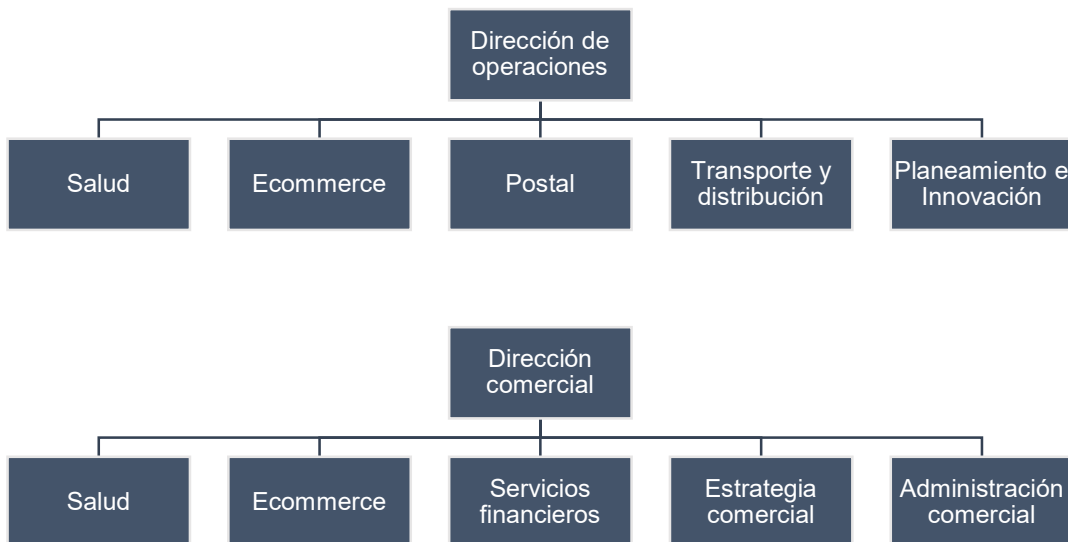 Dirección de
operaciones
Salud
Ecommerce
Postal
Transporte y
distribución
Planeamiento e
Innovación
Dirección
comercial
Salud
Ecommerce
Servicios
financieros
Estrategia
comercial
Administración
comercial